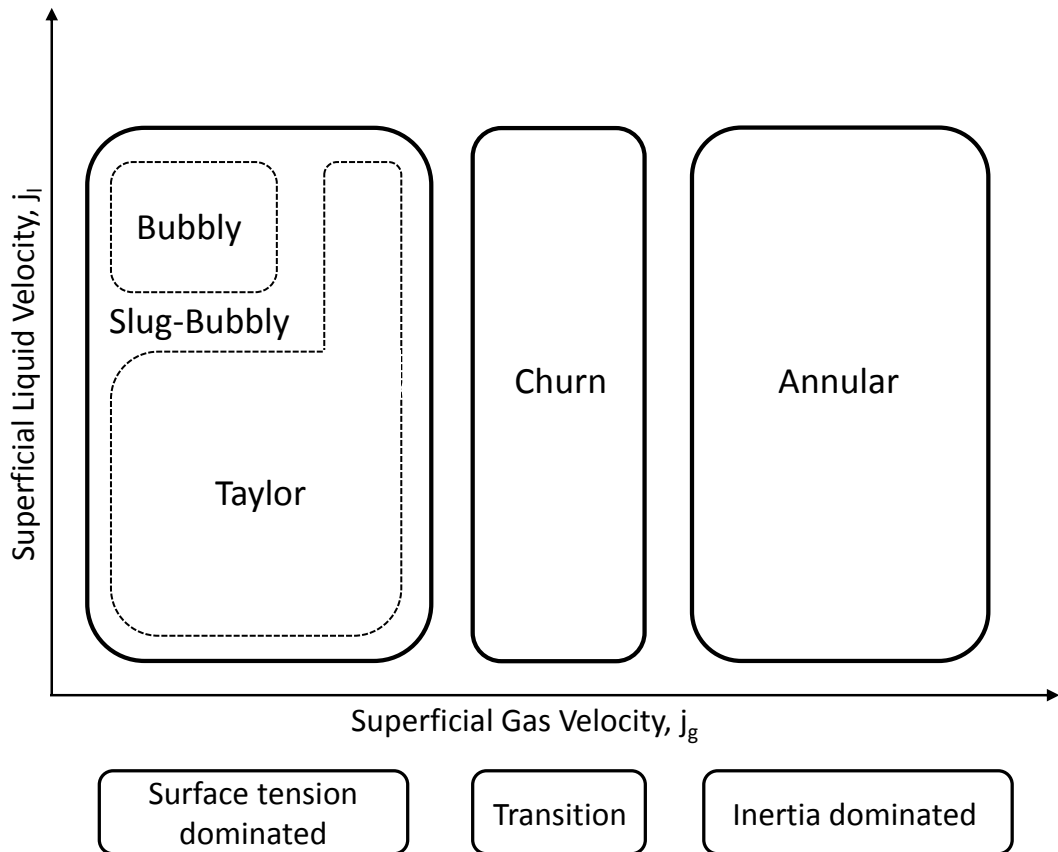 Superficial Liquid Velocity, jl
Bubbly
Slug-Bubbly
Taylor
Churn
Annular
Superficial Gas Velocity, jg
Surface tension
dominated
Transition
Inertia dominated